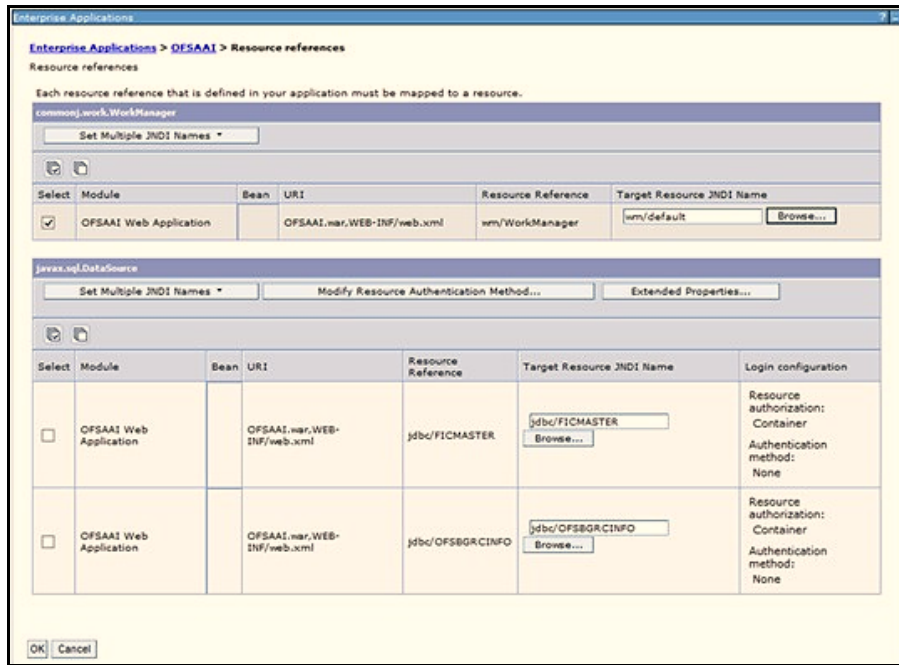 Enterprise Applications
?
Enterprise Applications > OFSAAI > Resource references
Resource references
Each resource reference that is defined in your application must be mapped to a resource.
commonj.work.WorkManager
Set Multiple JNDI Names
Select Module Bean URI Resource Reference Target Resource JNDI Name
OFSAAI Web Application OFSAAI.war,WEB-INF/web.xml wm/WorkManager wm/default Browse...
javax.sql.DataSource
Set Multiple JNDI Names Modify Resource Authentication Method... Extended Properties...
Select Module Bean URI Resource Reference Target Resource JNDI Name Login configuration
OFSAAI Web Application
OFSAAI.war,WEB-INF/web.xml
jdbc/FICMASTER
jdbc/FICMASTER
Browse...
Resource authorization:
Container
Authentication method:
None
OFSAAI Web Application
OFSAAI.war,WEB-INF/web.xml
jdbc/OFSBGRCINFO
jdbc/OFSBGRCINFO
Browse...
Resource authorization:
Container
Authentication method:
None
OK Cancel